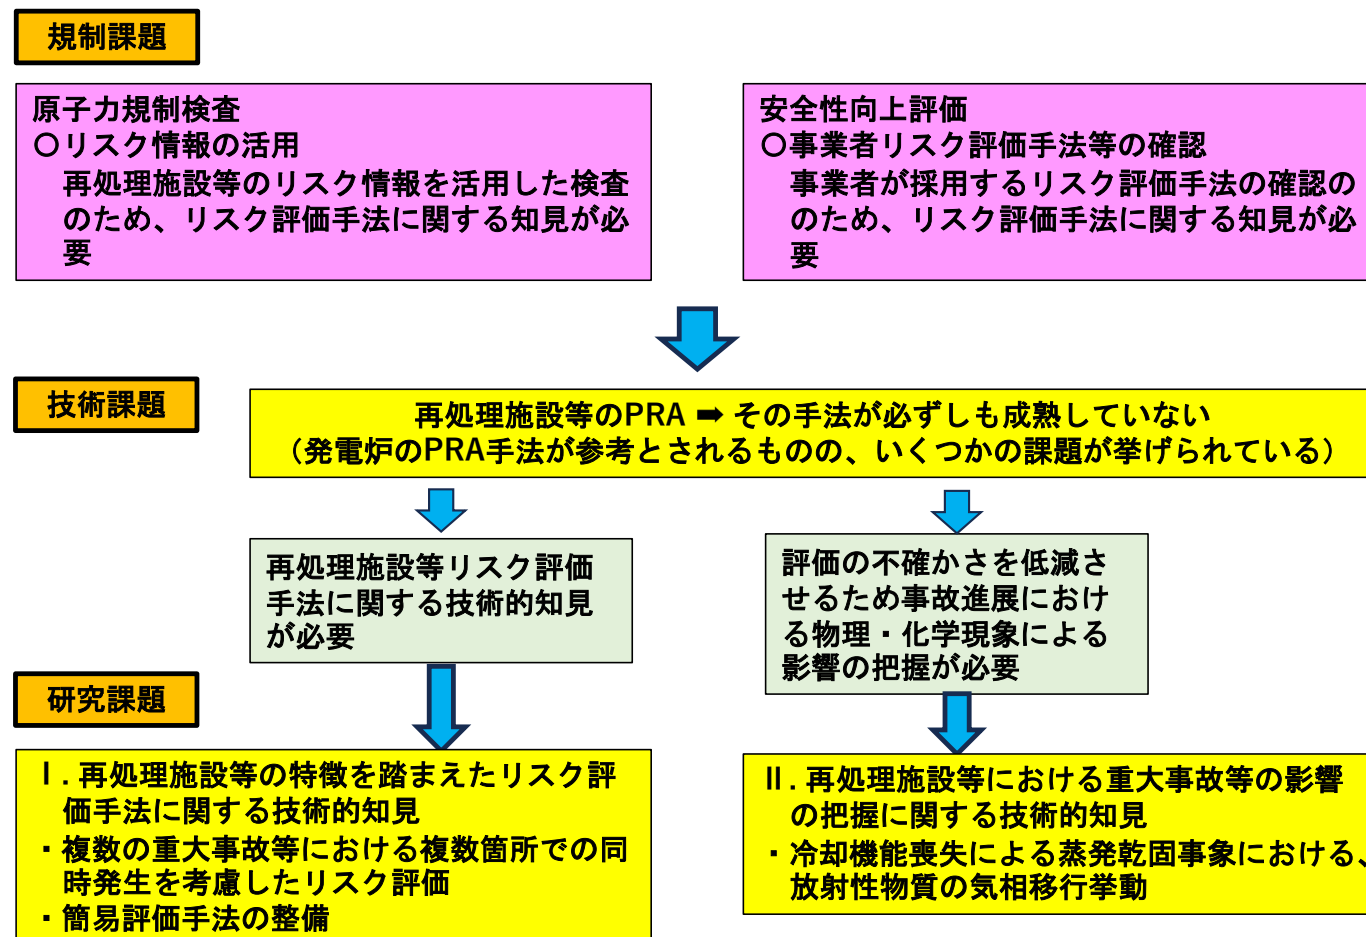 規制課題
原子力規制検査
〇リスク情報の活用
再処理施設等のリスク情報を活用した検査
のため、リスク評価手法に関する知見が必
要
安全性向上評価
〇事業者リスク評価手法等の確認
事業者が採用するリスク評価手法の確認の
のため、リスク評価手法に関する知見が必
要
技術課題
再処理施設等のPRA ➡ その手法が必ずしも成熟していない
（発電炉のPRA手法が参考とされるものの、いくつかの課題が挙げられている）
再処理施設等リスク評価
手法に関する技術的知見
が必要
評価の不確かさを低減さ
せるため事故進展におけ
る物理・化学現象による
影響の把握が必要
研究課題
Ⅰ. 再処理施設等の特徴を踏まえたリスク評
価手法に関する技術的知見
・複数の重大事故等における複数箇所での同
時発生を考慮したリスク評価
・簡易評価手法の整備
Ⅱ. 再処理施設等における重大事故等の影響
の把握に関する技術的知見
・冷却機能喪失による蒸発乾固事象における、
放射性物質の気相移行挙動